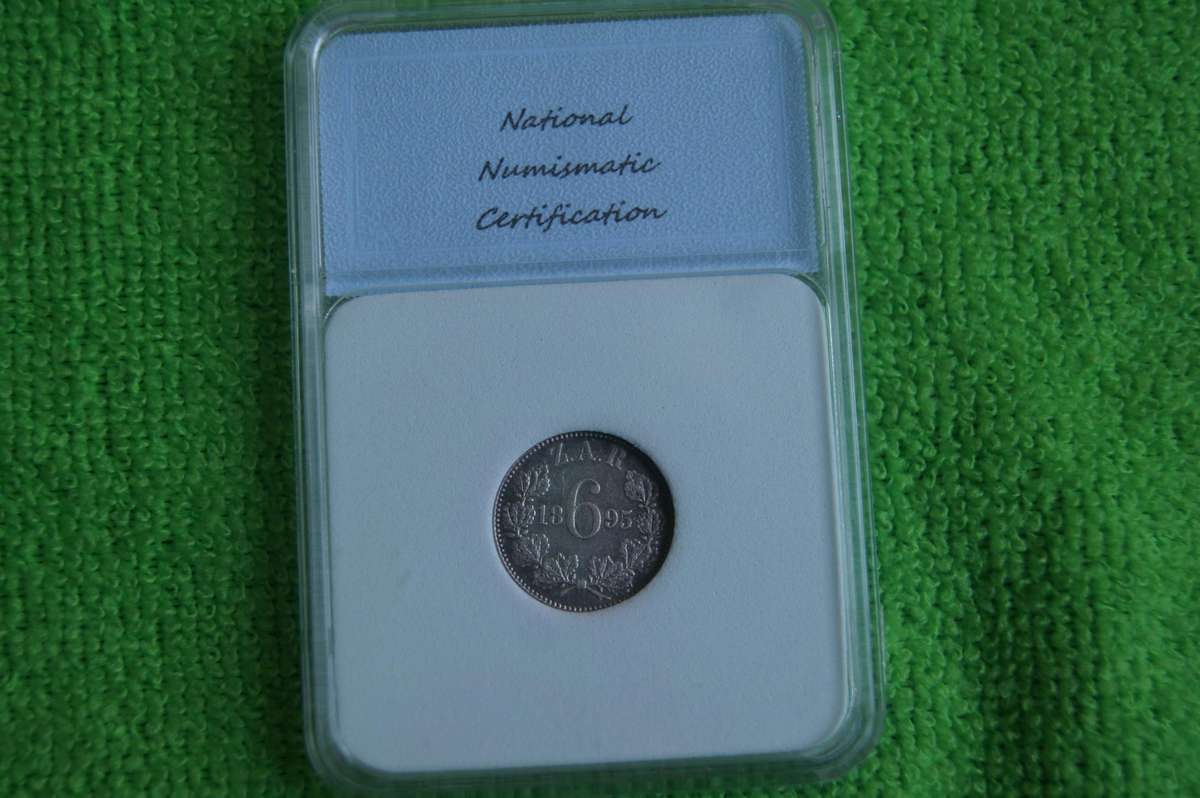 National
Numismatic
Certification
Z.A.R.
18 6 95